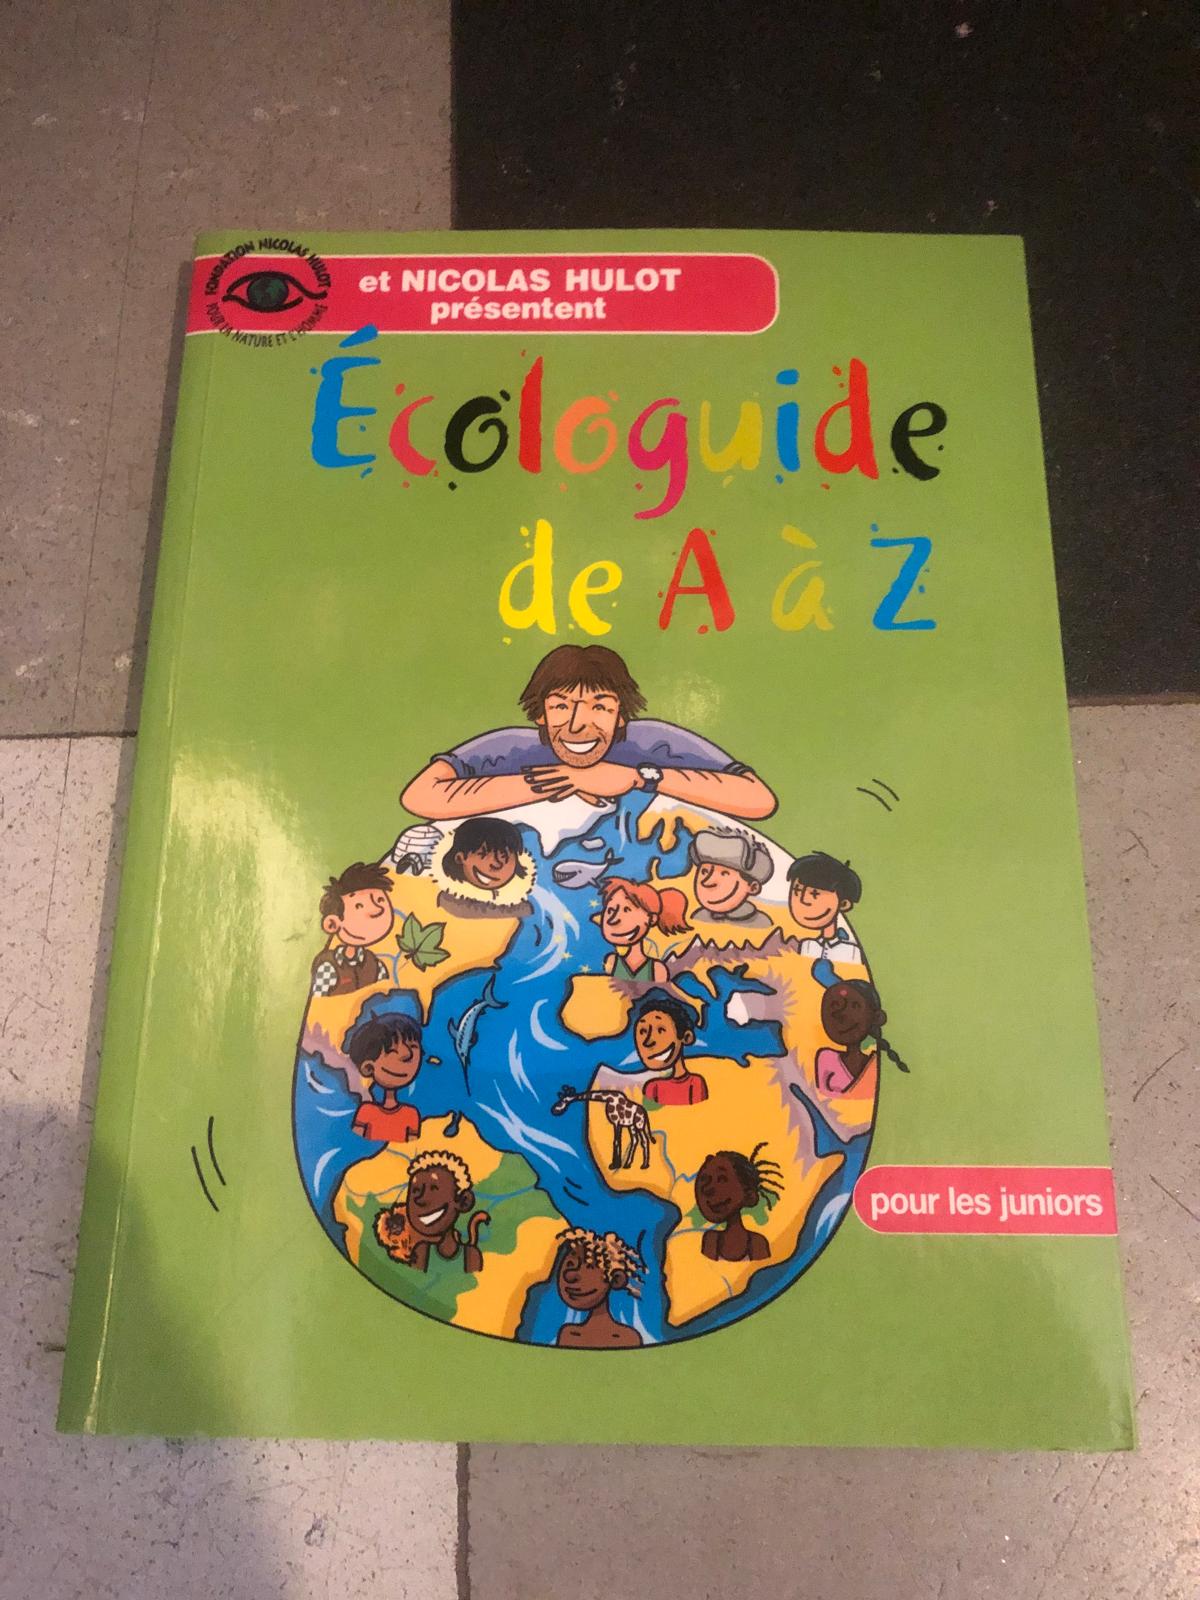 FONDATION NICOLAS HULOT
POUR LA NATURE ET L'HOMME
et NICOLAS HULOT
présentent
Écologuide
de A à Z
pour les juniors